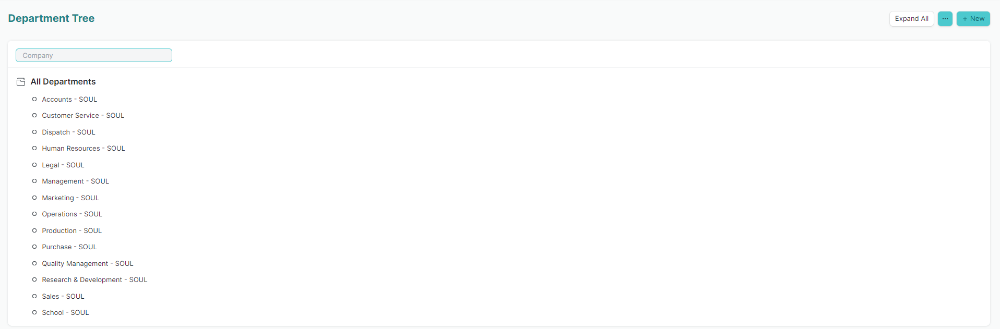 Department Tree
Expand All
...
+ New
Company
All Departments
Accounts - SOUL
Customer Service - SOUL
Dispatch - SOUL
Human Resources - SOUL
Legal - SOUL
Management - SOUL
Marketing - SOUL
Operations - SOUL
Production - SOUL
Purchase - SOUL
Quality Management - SOUL
Research & Development - SOUL
Sales - SOUL
School - SOUL